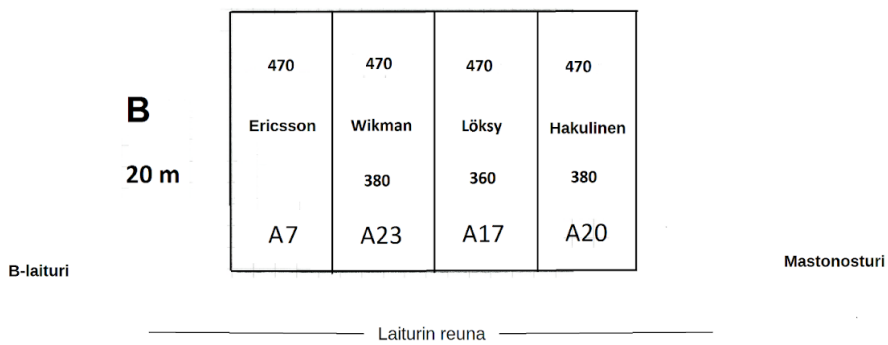 470 470 470 470
B
Ericsson Wikman Löksy Hakulinen
20 m
380 360 380
A7 A23 A17 A20
B-laituri
Mastonosturi
Laiturin reuna